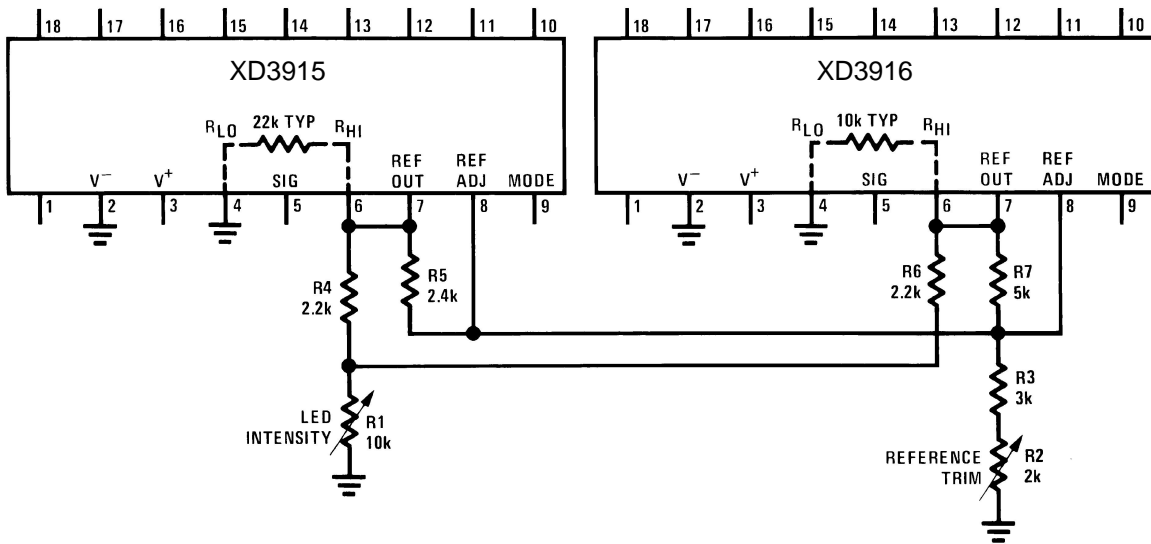 18 17 16 15 14 13 12 11 10
18 17 16 15 14 13 12 11 10
XD3915
XD3916
22k TYP
RLO RHI
10k TYP
RLO RHI
REF OUT
REF ADJ
V− V+ SIG MODE
REF OUT
REF ADJ
V− V+ SIG MODE
1 2 3 4 5 6 7 8 9
1 2 3 4 5 6 7 8 9
R4
2.2k
R5
2.4k
R6
2.2k
R7
5k
LED
INTENSITY
R1
10k
R3
3k
REFERENCE
TRIM
R2
2k